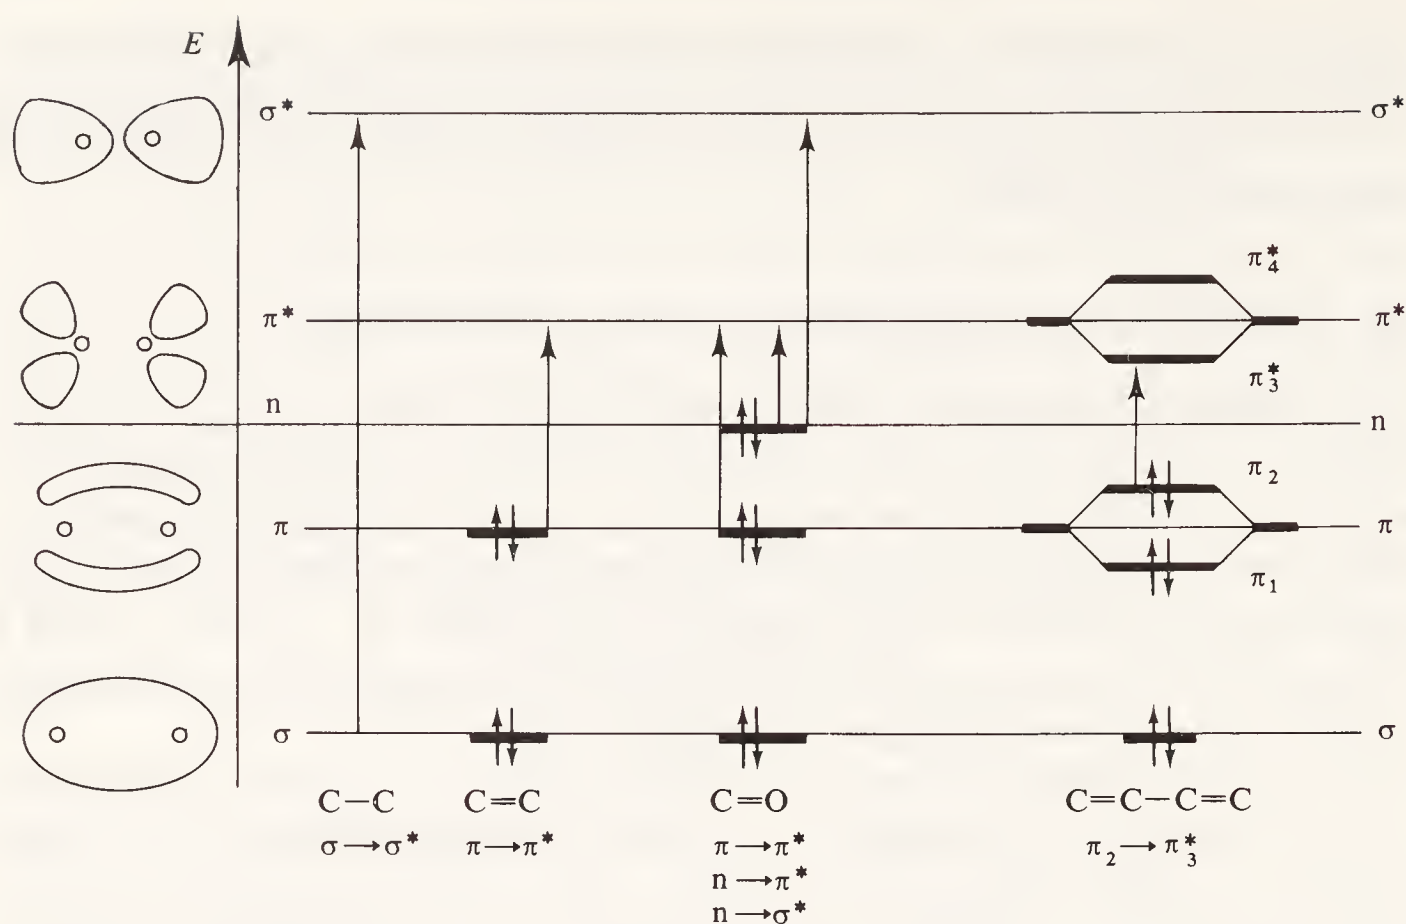 E
σ* σ*
π*4
π* π*
π*3
n n
π2
π π
π1
σ σ
C–C C=C C=O C=C–C=C
σ→σ* π→π* π→π* π2→π*3
n→π*
n→σ*